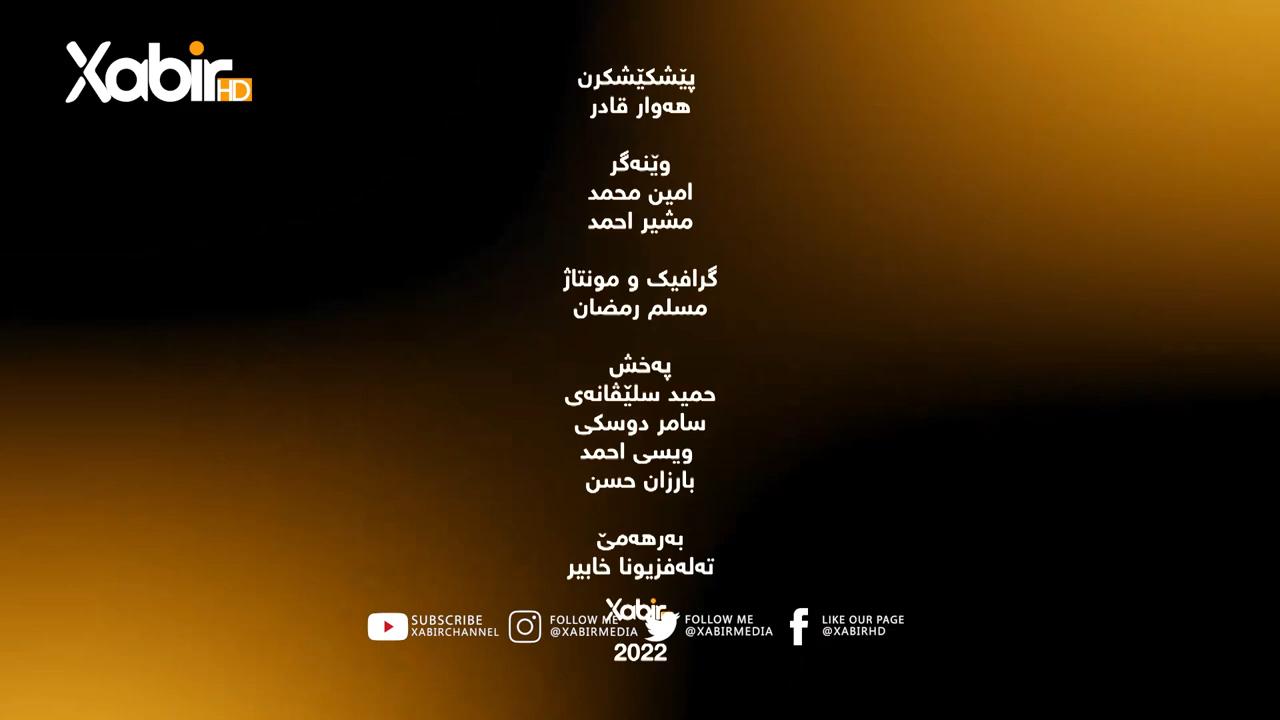 Xabir HD
پێشکێشکرن
هەوار قادر
وێنەگر
امین محمد
مشیر احمد
گرافیک و مونتاژ
مسلم رمضان
پەخش
حمید سلێڤانەی
سامر دوسکی
ویسی احمد
بارزان حسن
بەرهەمێ
تەلەفزیونا خابیر
Xabir
SUBSCRIBE
XABIRCHANNEL
FOLLOW ME
@XABIRMEDIA
FOLLOW ME
@XABIRMEDIA
LIKE OUR PAGE
@XABIRHD
2022